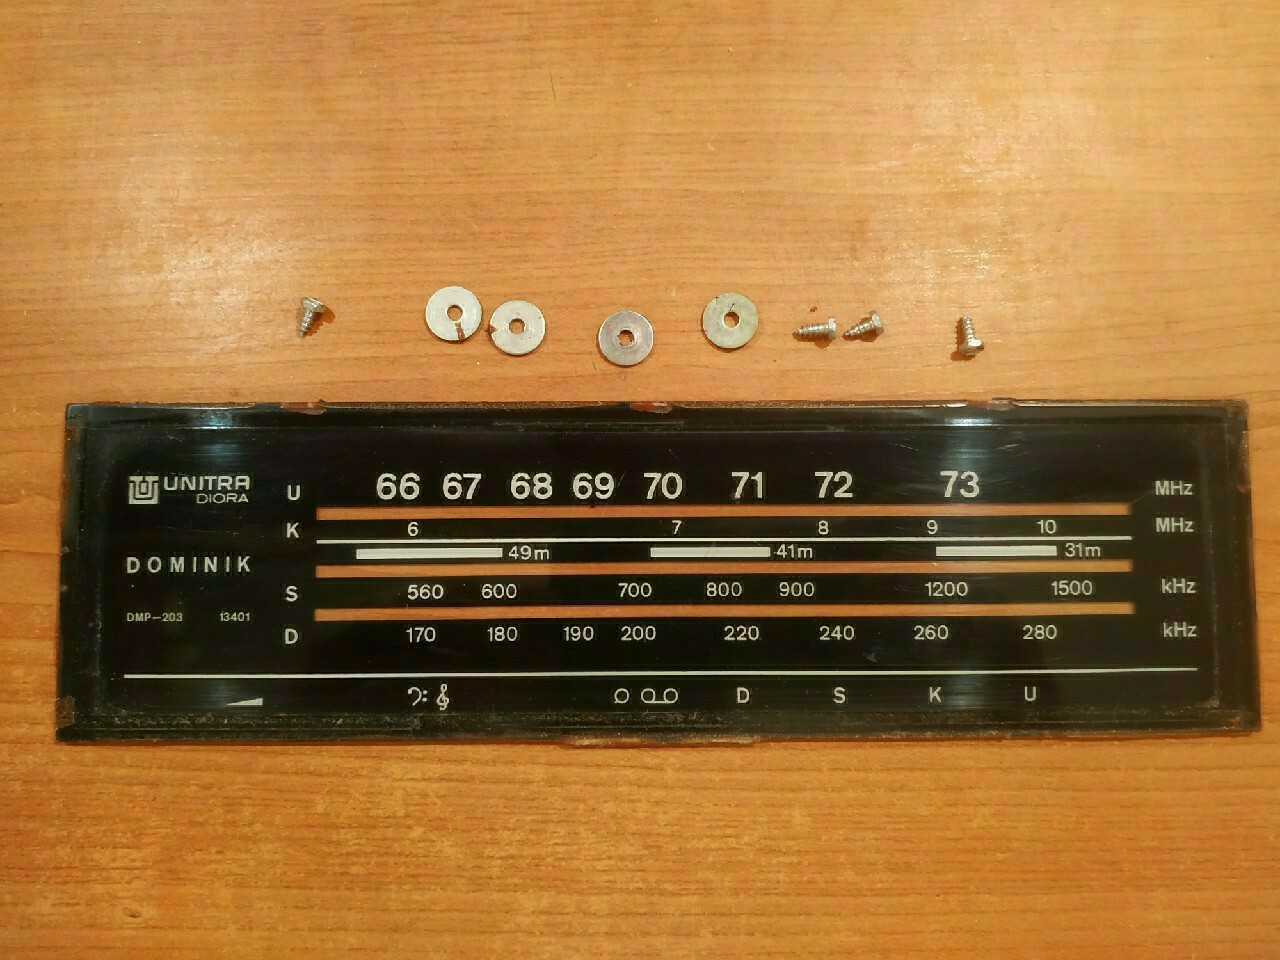 UNITRA
DIORA
U 66 67 68 69 70 71 72 73 MHz
K 6 7 8 9 10 MHz
49m 41m 31m
DOMINIK
S 560 600 700 800 900 1200 1500 kHz
DMP-203 13401
D 170 180 190 200 220 240 260 280 kHz
D S K U